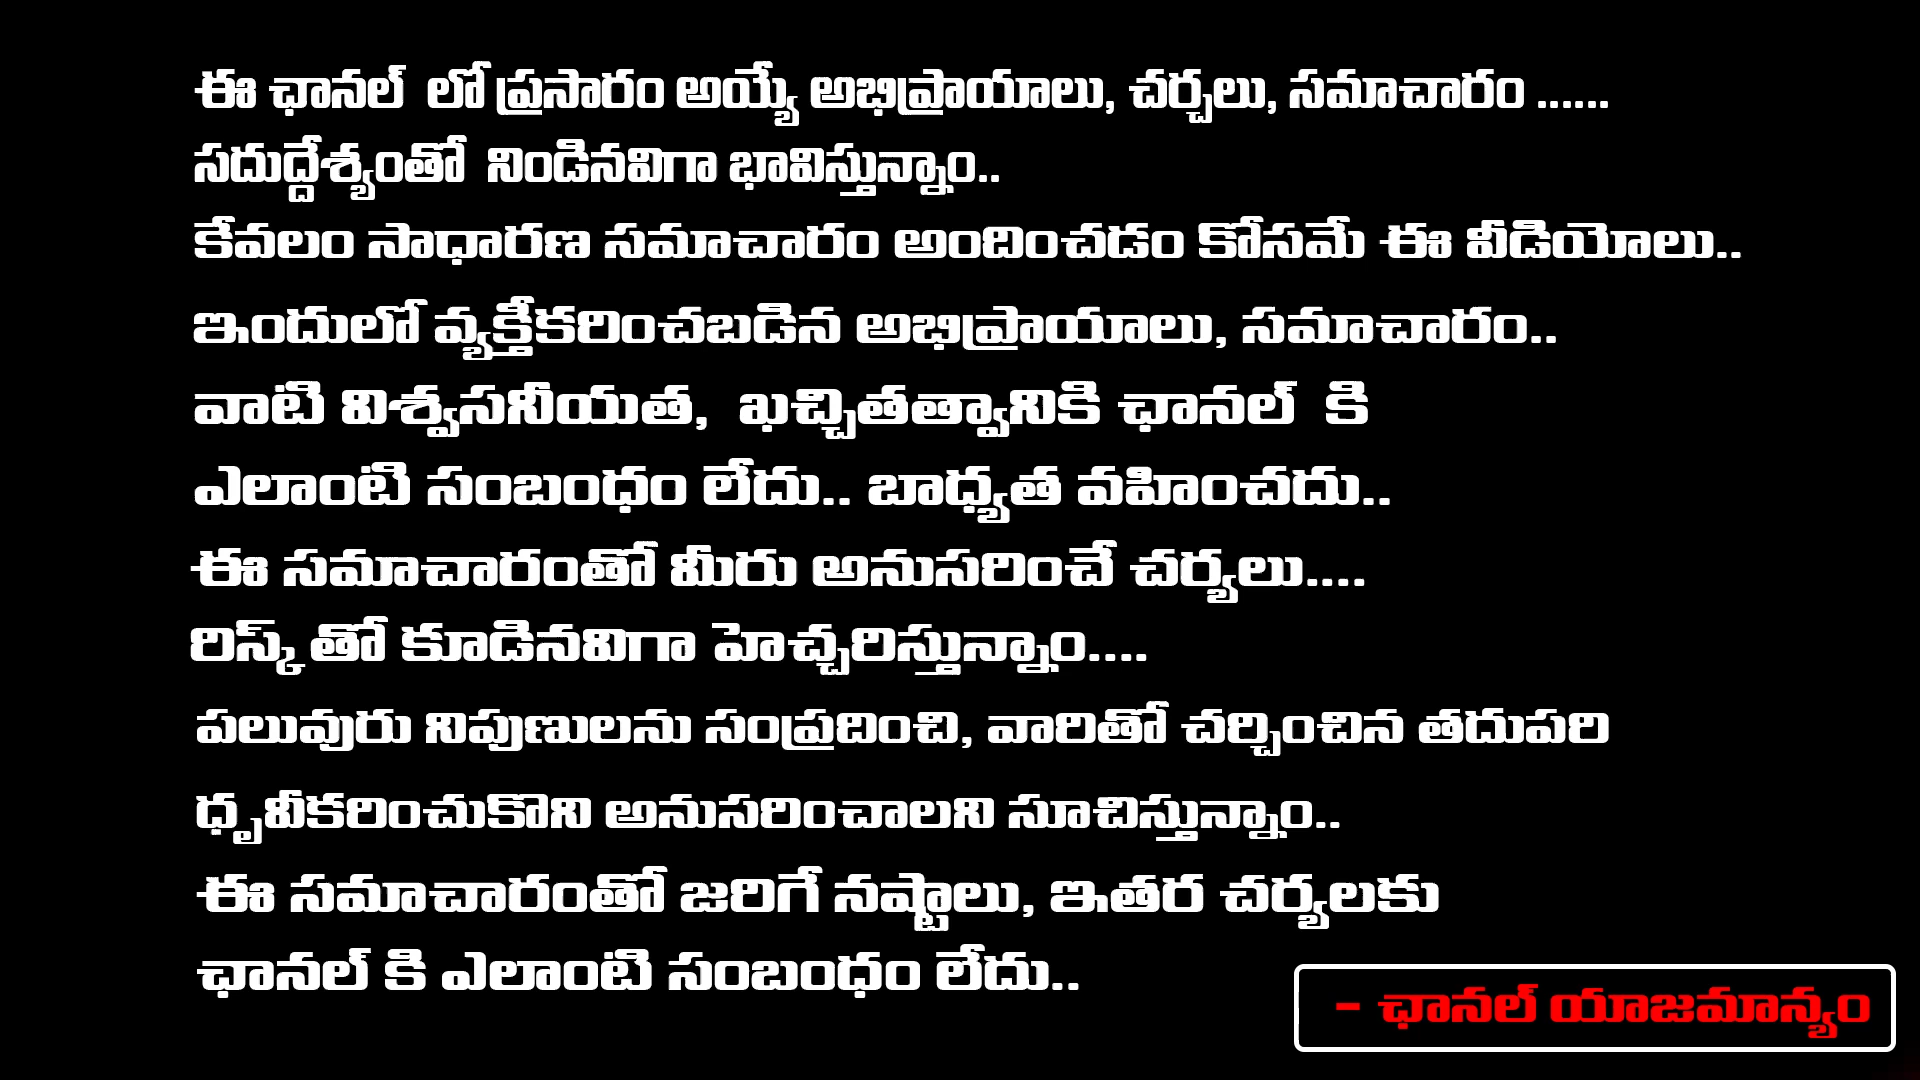 ఈ ఛానల్ లో ప్రసారం అయ్యే అభిప్రాయాలు, చర్చలు, సమాచారం ......
సదుద్దేశ్యంతో నిండినవిగా భావిస్తున్నాం..
కేవలం సాధారణ సమాచారం అందించడం కోసమే ఈ వీడియోలు..
ఇందులో వ్యక్తీకరించబడిన అభిప్రాయాలు, సమాచారం..
వాటి విశ్వసనీయత, ఖచ్చితత్వానికి ఛానల్ కి
ఎలాంటి సంబంధం లేదు.. బాధ్యత వహించదు..
ఈ సమాచారంతో మీరు అనుసరించే చర్యలు....
రిస్క్ తో కూడినవిగా హెచ్చరిస్తున్నాం....
పలువురు నిపుణులను సంప్రదించి, వారితో చర్చించిన తదుపరి
ధృవీకరించుకొని అనుసరించాలని సూచిస్తున్నాం..
ఈ సమాచారంతో జరిగే నష్టాలు, ఇతర చర్యలకు
ఛానల్ కి ఎలాంటి సంబంధం లేదు..
- ఛానల్ యాజమాన్యం